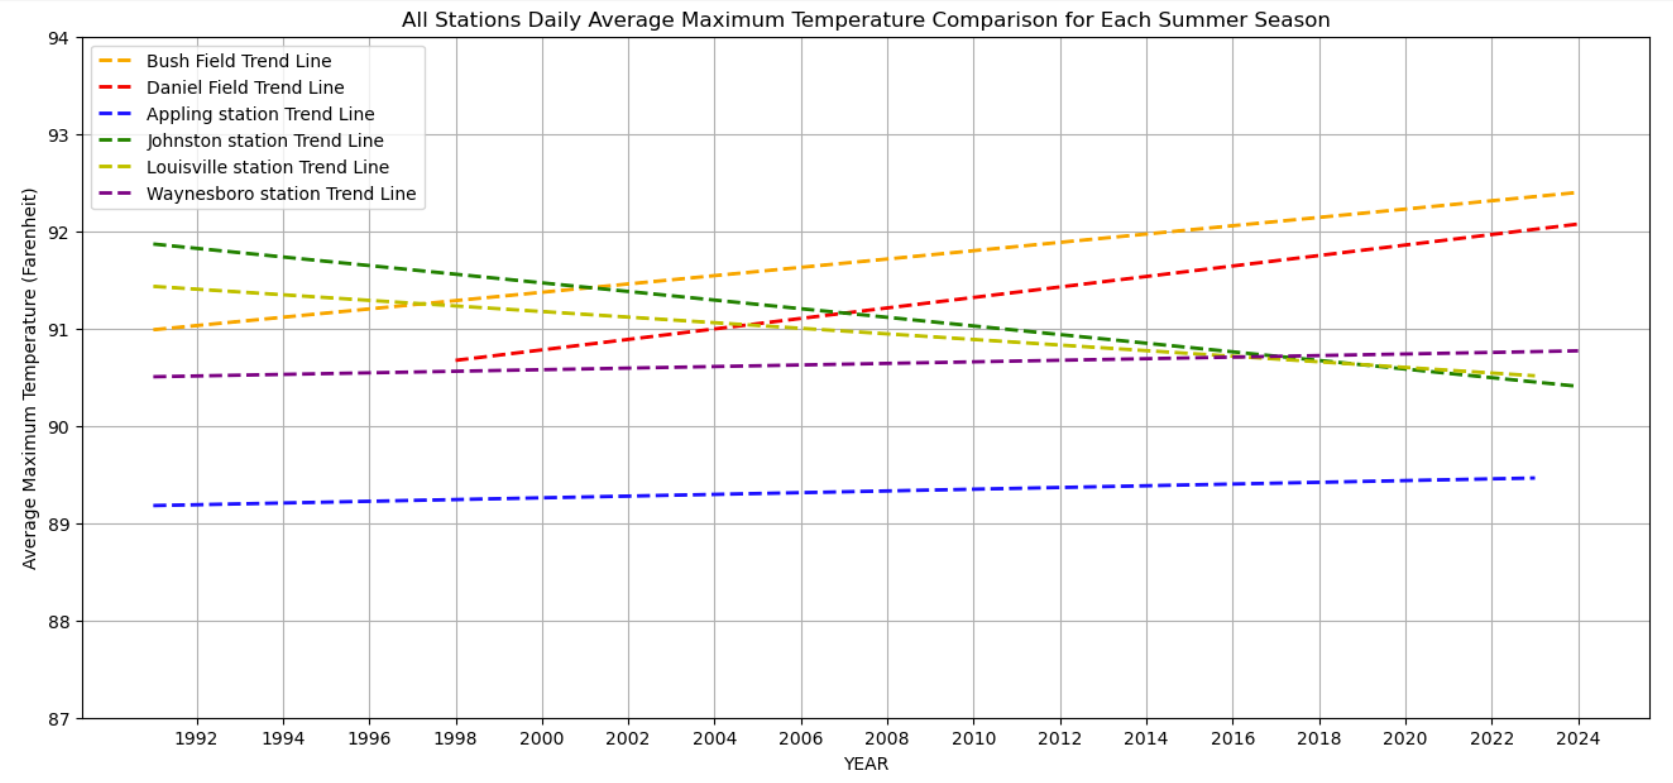 All Stations Daily Average Maximum Temperature Comparison for Each Summer Season
Bush Field Trend Line
Daniel Field Trend Line
Appling station Trend Line
Johnston station Trend Line
Louisville station Trend Line
Waynesboro station Trend Line
Average Maximum Temperature (Farenheit)
94
93
92
91
90
89
88
87
1992 1994 1996 1998 2000 2002 2004 2006 2008 2010 2012 2014 2016 2018 2020 2022 2024
YEAR